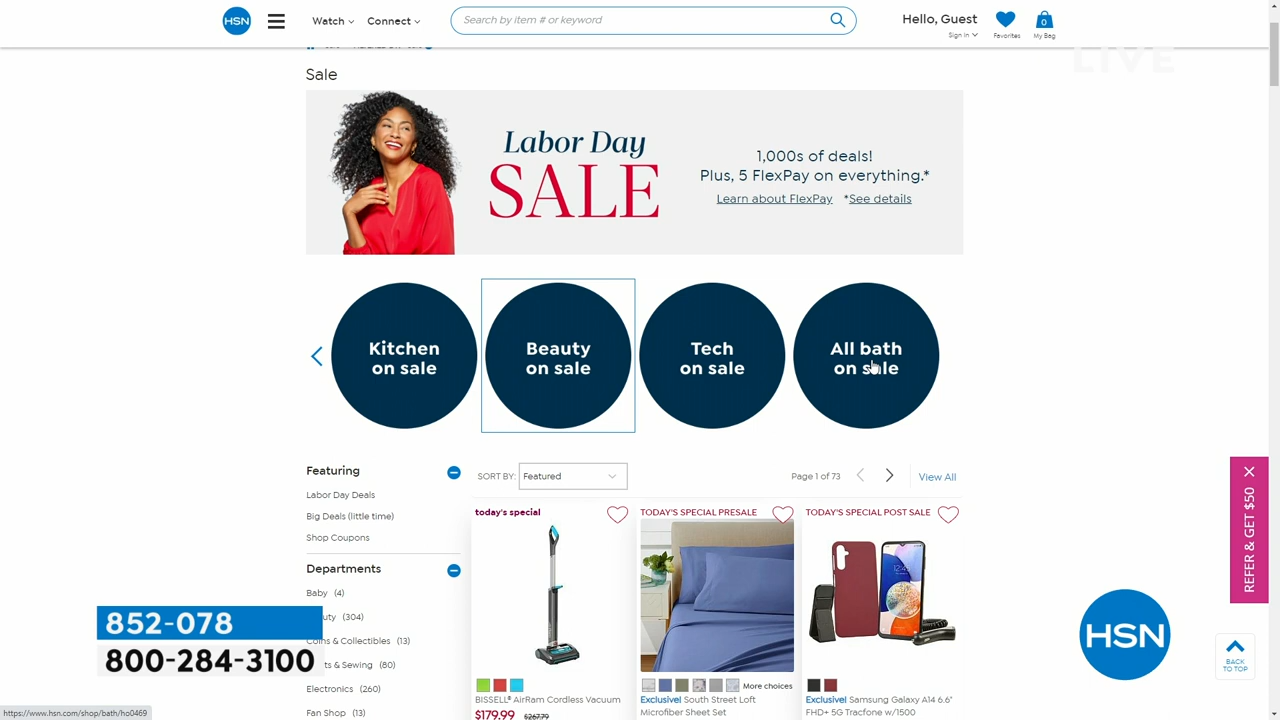 HSN
Watch
Connect
Search by item # or keyword
Hello, Guest
Sign In
Favorites
0
My Bag
LIVE
Sale
Labor Day
SALE
1,000s of deals!
Plus, 5 FlexPay on everything.*
Learn about FlexPay *See details
Kitchen
on sale
Beauty
on sale
Tech
on sale
All bath
on sale
Featuring
Labor Day Deals
Big Deals (little time)
Shop Coupons
Departments
Baby (4)
(304)
Coins & Collectibles (13)
& Sewing (80)
Electronics (260)
Fan Shop (13)
SORT BY: Featured
Page 1 of 73
View All
today's special
BISSELL® AirRam Cordless Vacuum
$179.99 $267.79
TODAY'S SPECIAL PRESALE
More choices
Exclusive! South Street Loft
Microfiber Sheet Set
TODAY'S SPECIAL POST SALE
Exclusive! Samsung Galaxy A14 6.6"
FHD+ 5G Tracfone w/1500
REFER & GET $50
852-078
800-284-3100
HSN
BACK
TO TOP
https://www.hsn.com/shop/bath/ho0469